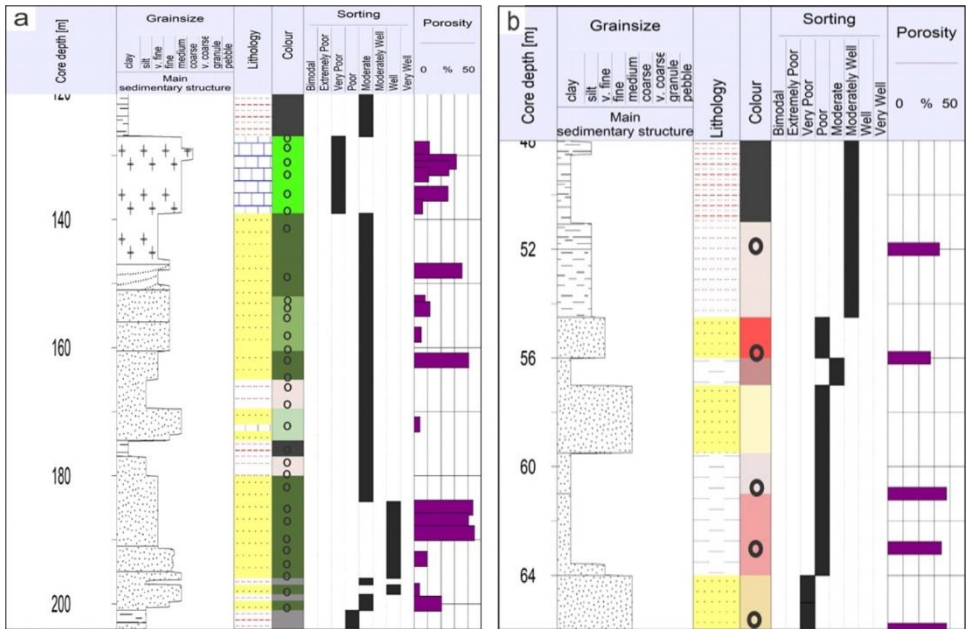 a
Core depth [m]
Grainsize
clay
silt
v. fine
fine
medium
coarse
v. coarse
granule
pebble
Main
sedimentary structure
Lithology
Colour
Sorting
Bimodal
Extremely Poor
Very Poor
Poor
Moderate
Moderately Well
Well
Very Well
Porosity
0 % 50
120
140
160
180
200
b
Core depth [m]
Grainsize
clay
silt
v. fine
fine
medium
coarse
v. coarse
granule
pebble
Main
sedimentary structure
Lithology
Colour
Sorting
Bimodal
Extremely Poor
Very Poor
Poor
Moderate
Moderately Well
Well
Very Well
Porosity
0 % 50
52
56
60
64